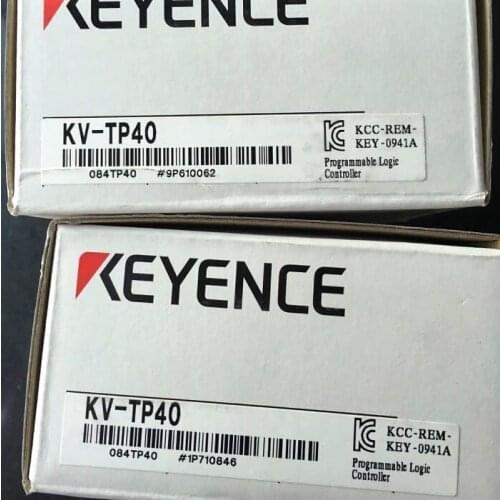 KEYENCE
KV-TP40
084TP40 #9P610062
KCC-REM-
KEY-0941A
Programmable Logic
Controller
KEYENCE
KV-TP40
084TP40 #1P710846
KCC-REM-
KEY-0941A
Programmable Logic
Controller